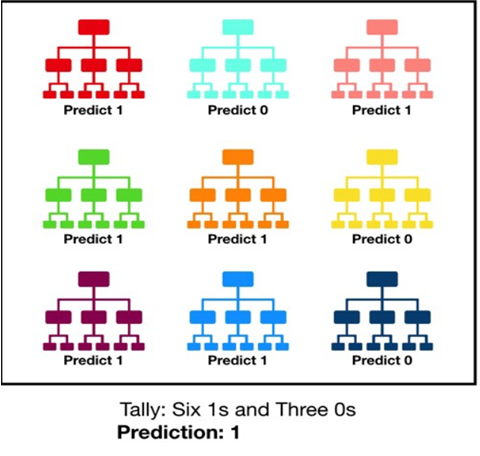 Predict 1 Predict 0 Predict 1
Predict 1 Predict 1 Predict 0
Predict 1 Predict 1 Predict 0
Tally: Six 1s and Three 0s
Prediction: 1